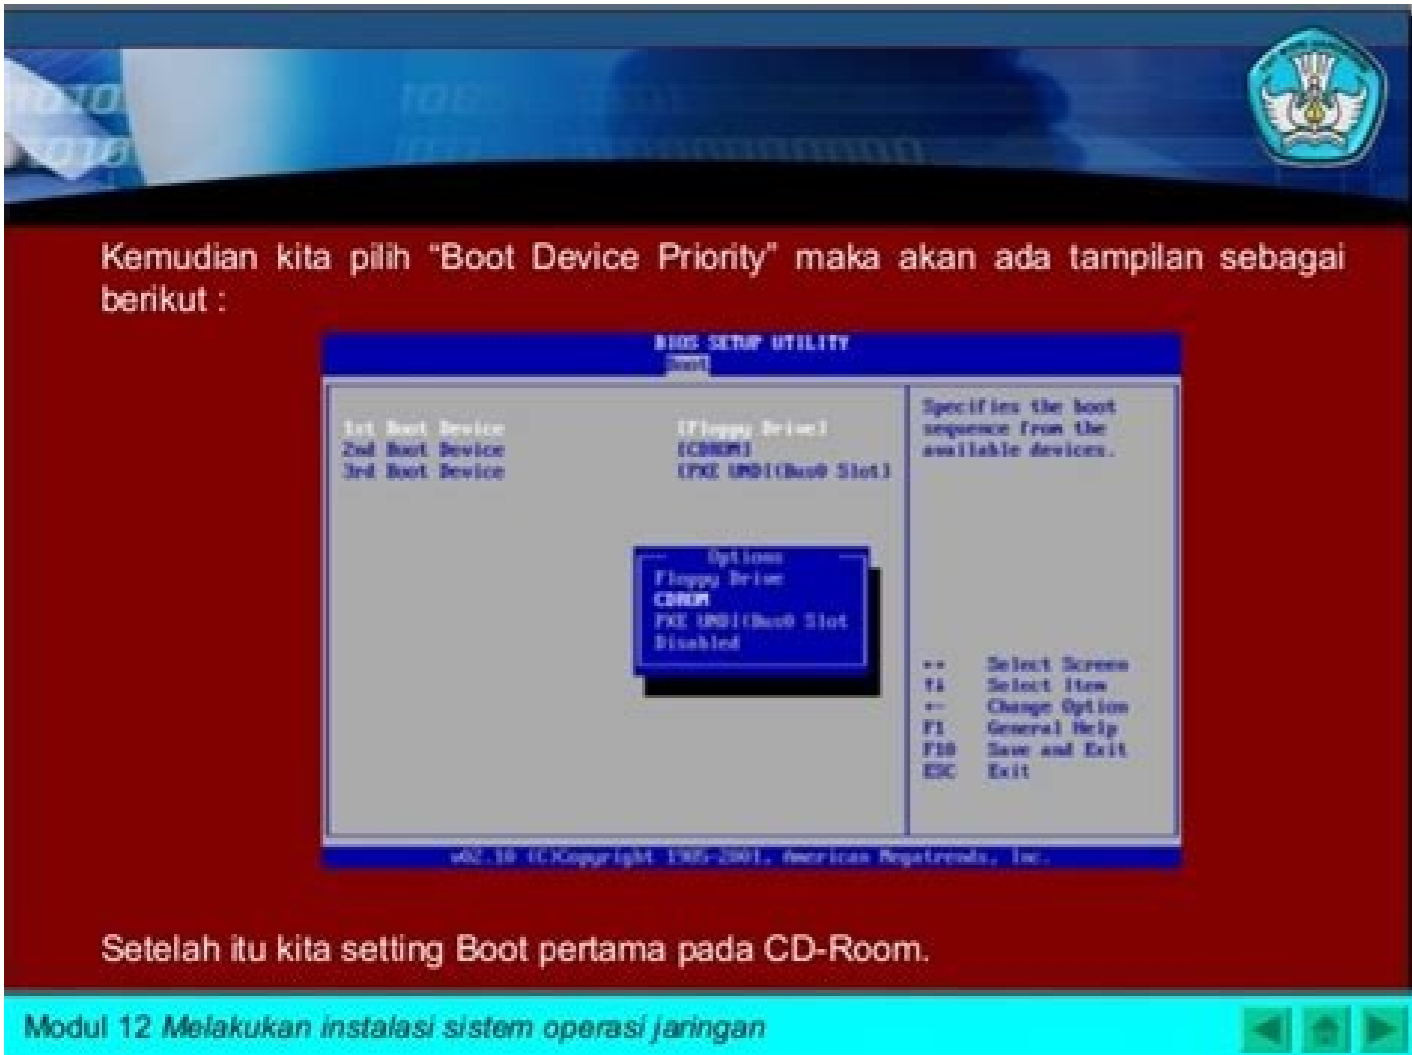 Kemudian kita pilih “Boot Device Priority” maka akan ada tampilan sebagai
berikut :
BIOS SETUP UTILITY
Boot
1st Boot Device [Floppy Drive]
2nd Boot Device [CDROM]
3rd Boot Device [PXE UNDI(Bus0 Slot]
Specifies the boot
sequence from the
available devices.
Options
Floppy Drive
CDROM
PXE UNDI(Bus0 Slot
Disabled
↔ Select Screen
↑↓ Select Item
+- Change Option
F1 General Help
F10 Save and Exit
ESC Exit
v02.10 (C)Copyright 1985-2001, American Megatrends, Inc.
Setelah itu kita setting Boot pertama pada CD-Room.
Modul 12 Melakukan instalasi sistem operasi jaringan